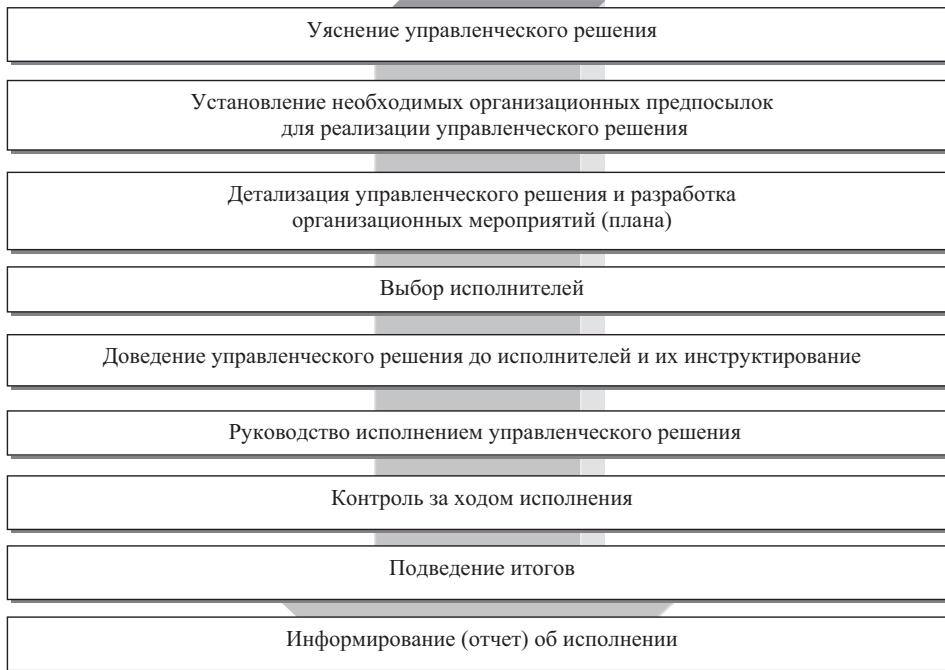 Уяснение управленческого решения
Установление необходимых организационных предпосылок
для реализации управленческого решения
Детализация управленческого решения и разработка
организационных мероприятий (плана)
Выбор исполнителей
Доведение управленческого решения до исполнителей и их инструктирование
Руководство исполнением управленческого решения
Контроль за ходом исполнения
Подведение итогов
Информирование (отчет) об исполнении